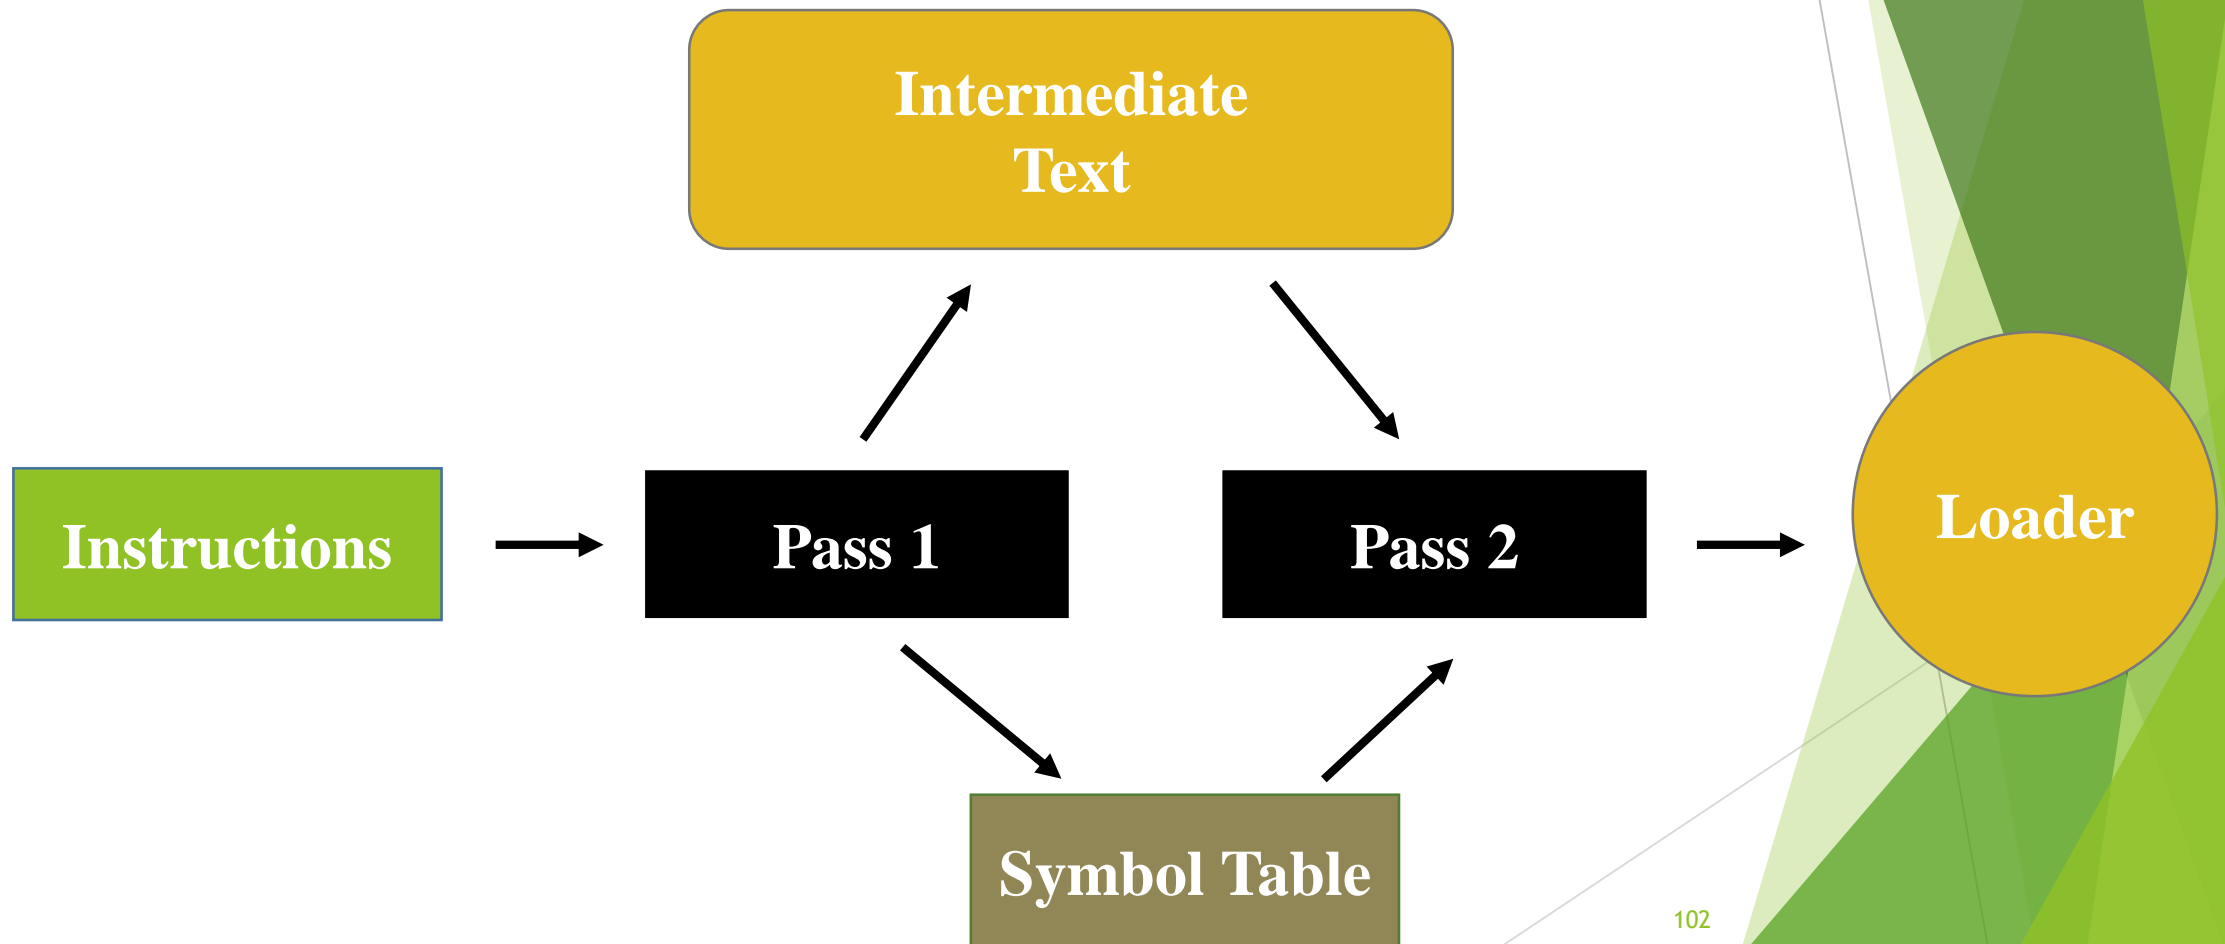 Intermediate
Text
Instructions
Pass 1
Pass 2
Loader
Symbol Table
102